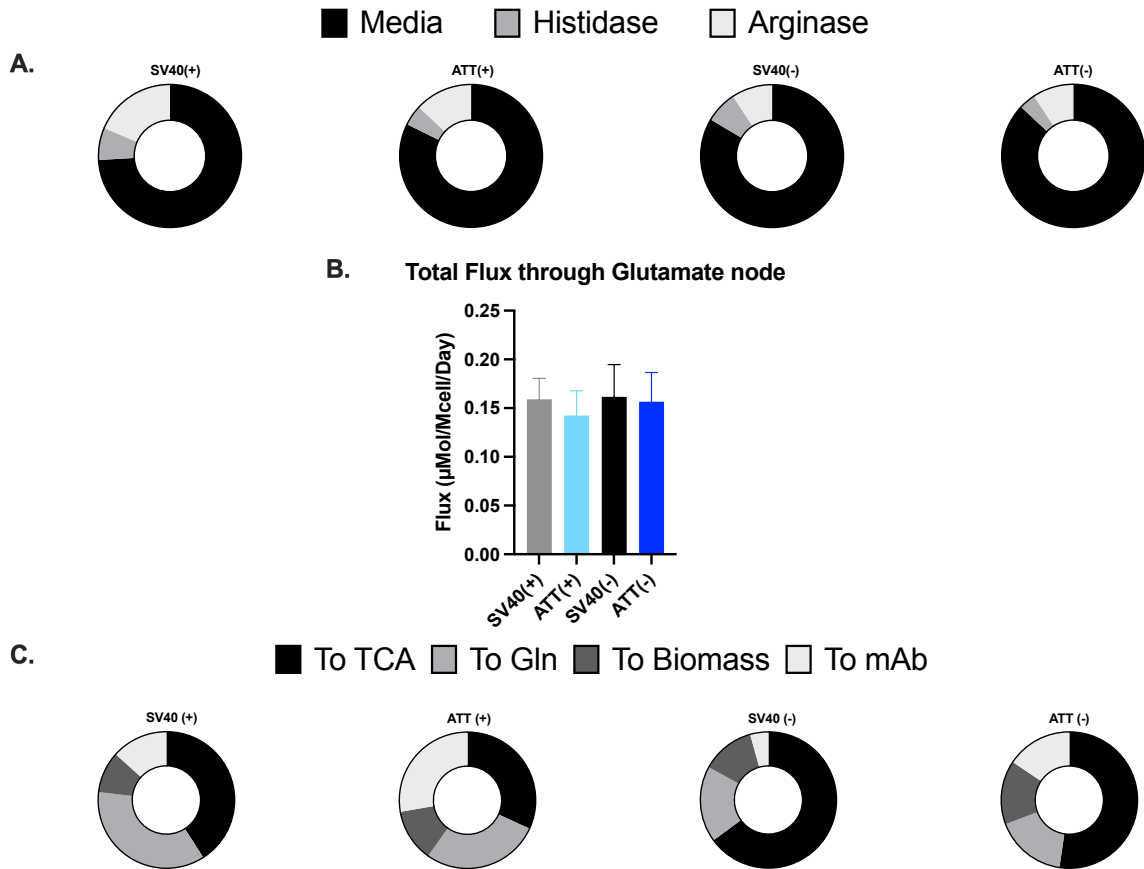 Media Histidase Arginase
A.
SV40(+) ATT(+) SV40(-) ATT(-)
B. Total Flux through Glutamate node
Flux (µMol/Mcell/Day)
0.25
0.20
0.15
0.10
0.05
0.00
SV40(+) ATT(+) SV40(-) ATT(-)
C.
To TCA To Gln To Biomass To mAb
SV40 (+) ATT (+) SV40 (-) ATT (-)